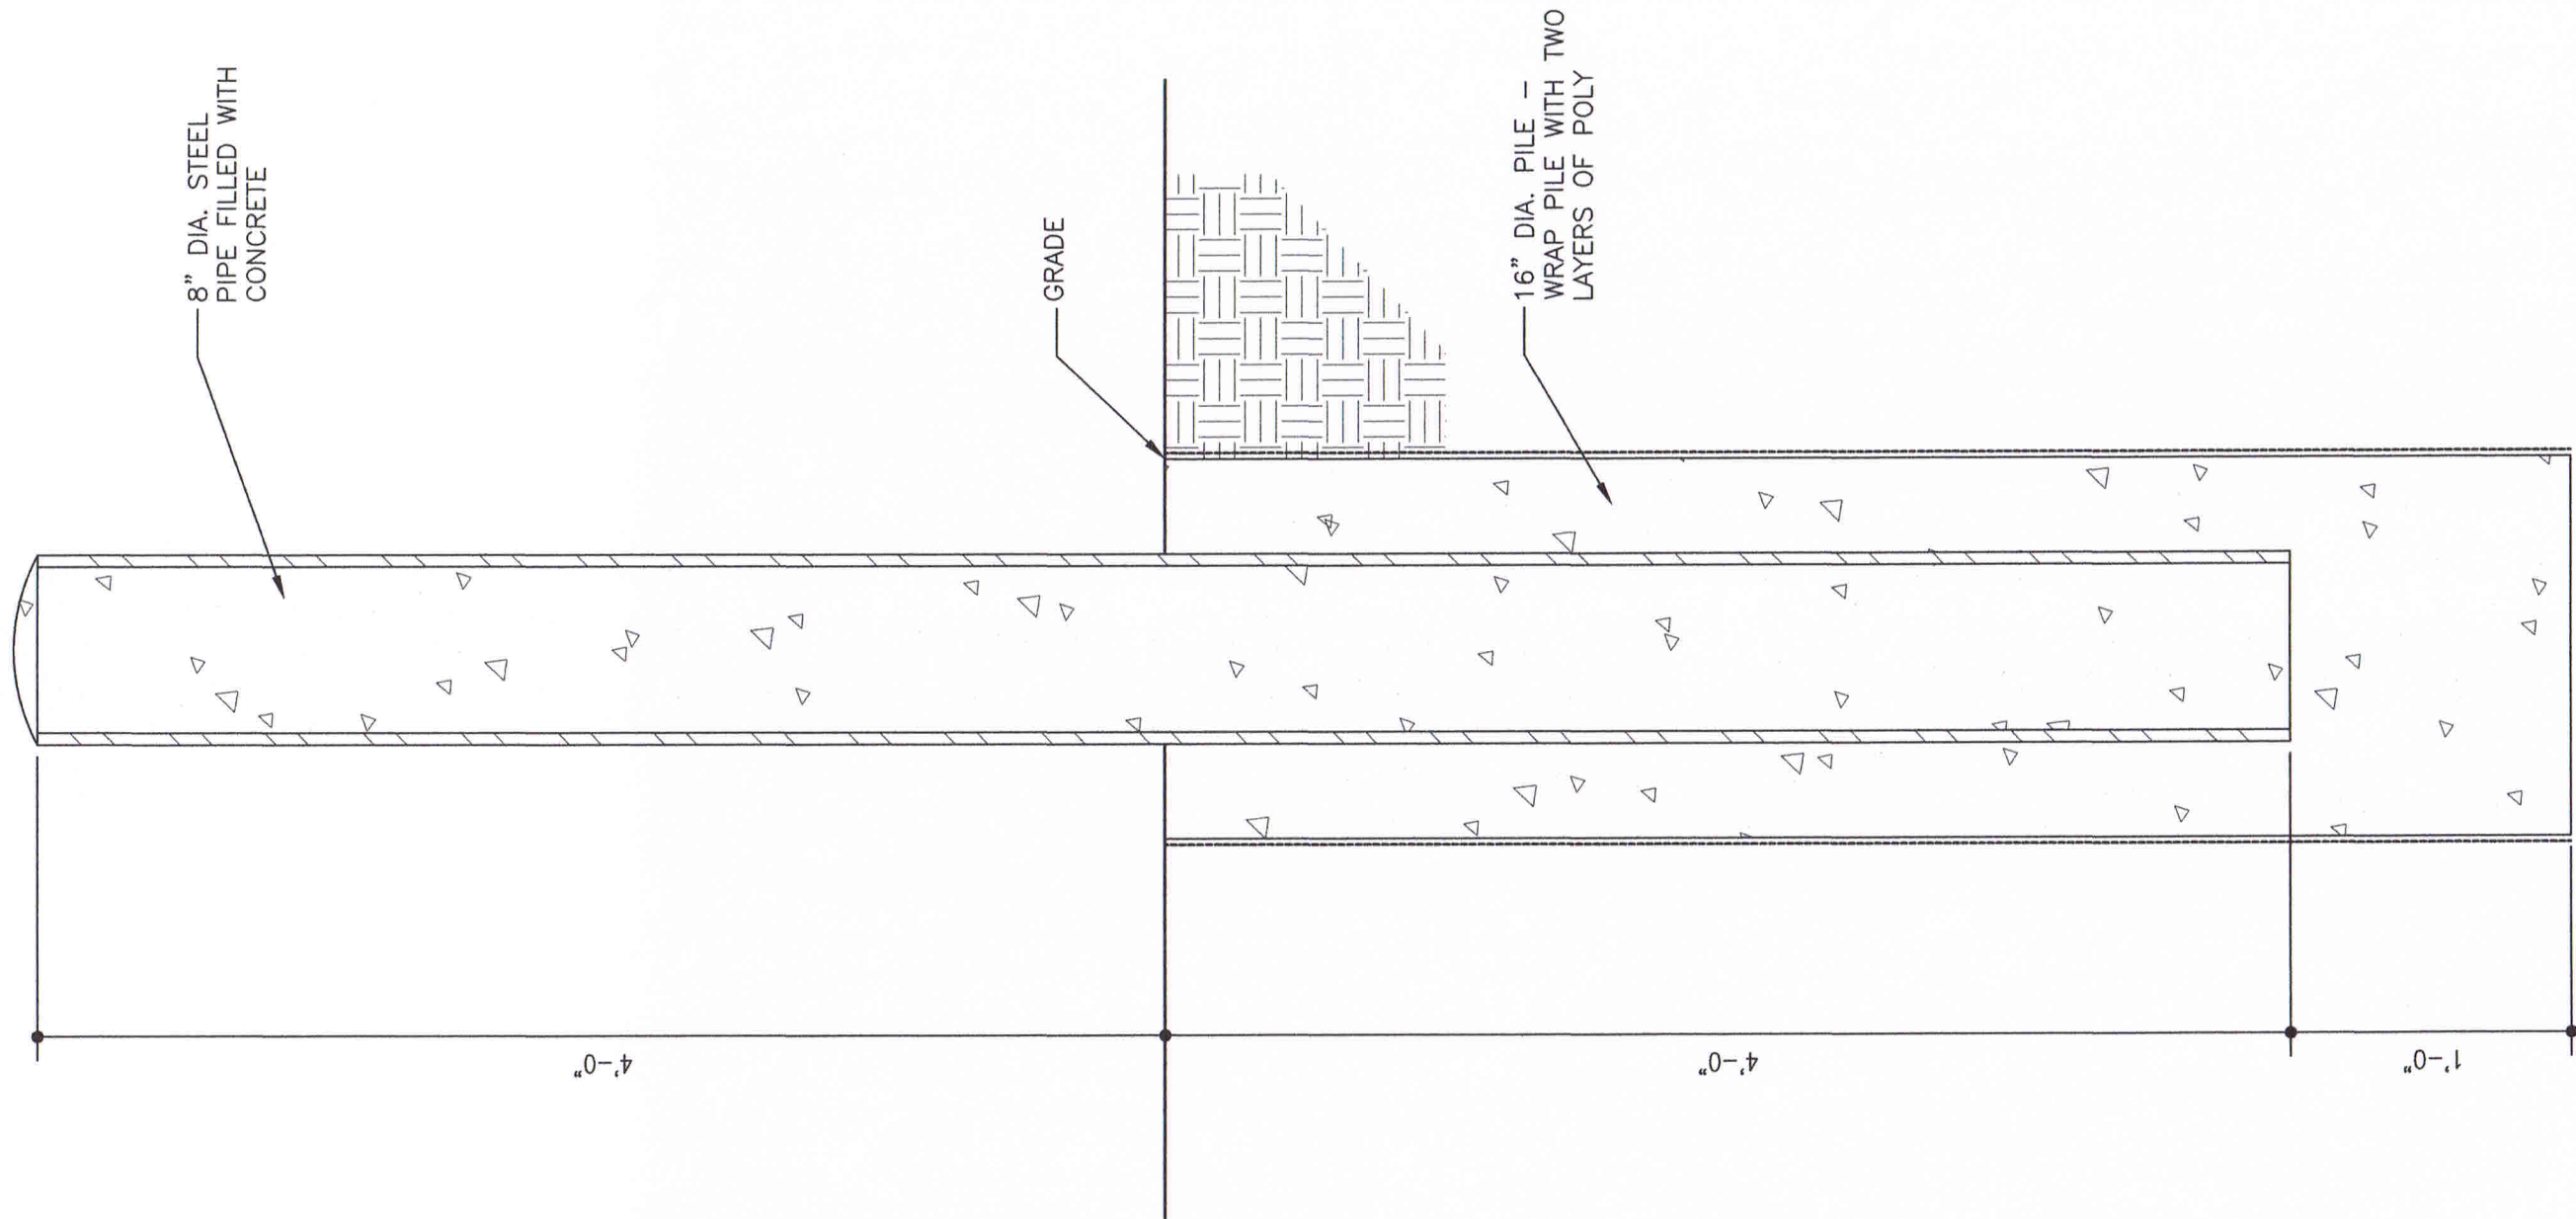 8" DIA. STEEL
PIPE FILLED WITH
CONCRETE
GRADE
16" DIA. PILE –
WRAP PILE WITH TWO
LAYERS OF POLY
4'-0"
4'-0"
1'-0"